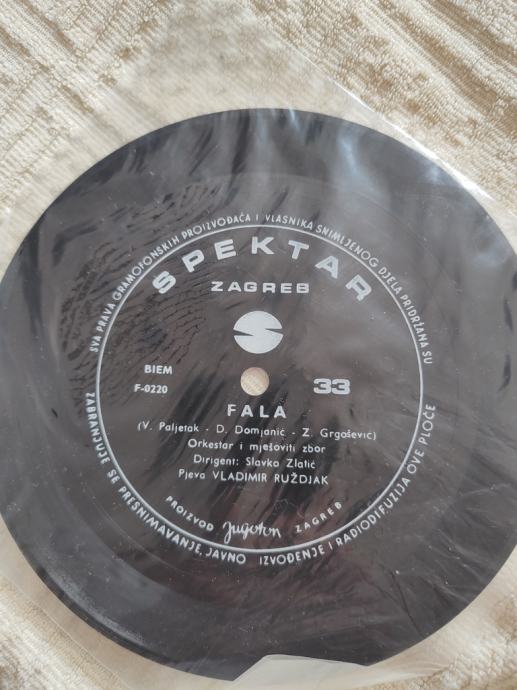 SVA PRAVA GRAMOFONSKIH PROIZVOĐAČA I VLASNIKA SNIMLJENOG DJELA PRIDRŽANA SU
SPEKTAR
ZAGREB
BIEM
F-0220
33
FALA
(V. Paljetak - D. Domjanić - Z. Grgošević)
Orkestar i mješoviti zbor
Dirigent: Slavko Zlatić
Pjeva VLADIMIR RUŽDJAK
PROIZVOD Jugoton ZAGREB
ZABRANJUJE SE PRESNIMAVANJE, JAVNO IZVOĐENJE I RADIODIFUZIJA OVE PLOČE